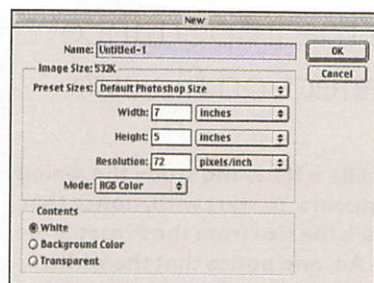 New
Name: Untitled-1
OK
Image Size: 532K
Cancel
Preset Sizes: Default Photoshop Size
Width: 7 inches
Height: 5 inches
Resolution: 72 pixels/inch
Mode: RGB Color
Contents
White
Background Color
Transparent